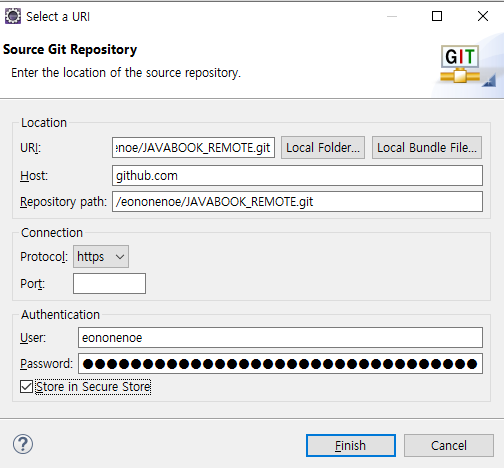 Select a URI
Source Git Repository
Enter the location of the source repository.
GIT
Location
URI: enoe/JAVABOOK_REMOTE.git Local Folder... Local Bundle File...
Host: github.com
Repository path: /eononenoe/JAVABOOK_REMOTE.git
Connection
Protocol: https
Port:
Authentication
User: eononenoe
Password: ●●●●●●●●●●●●●●●●●●●●●●●●●●●●●●●●●
Store in Secure Store
? Finish Cancel